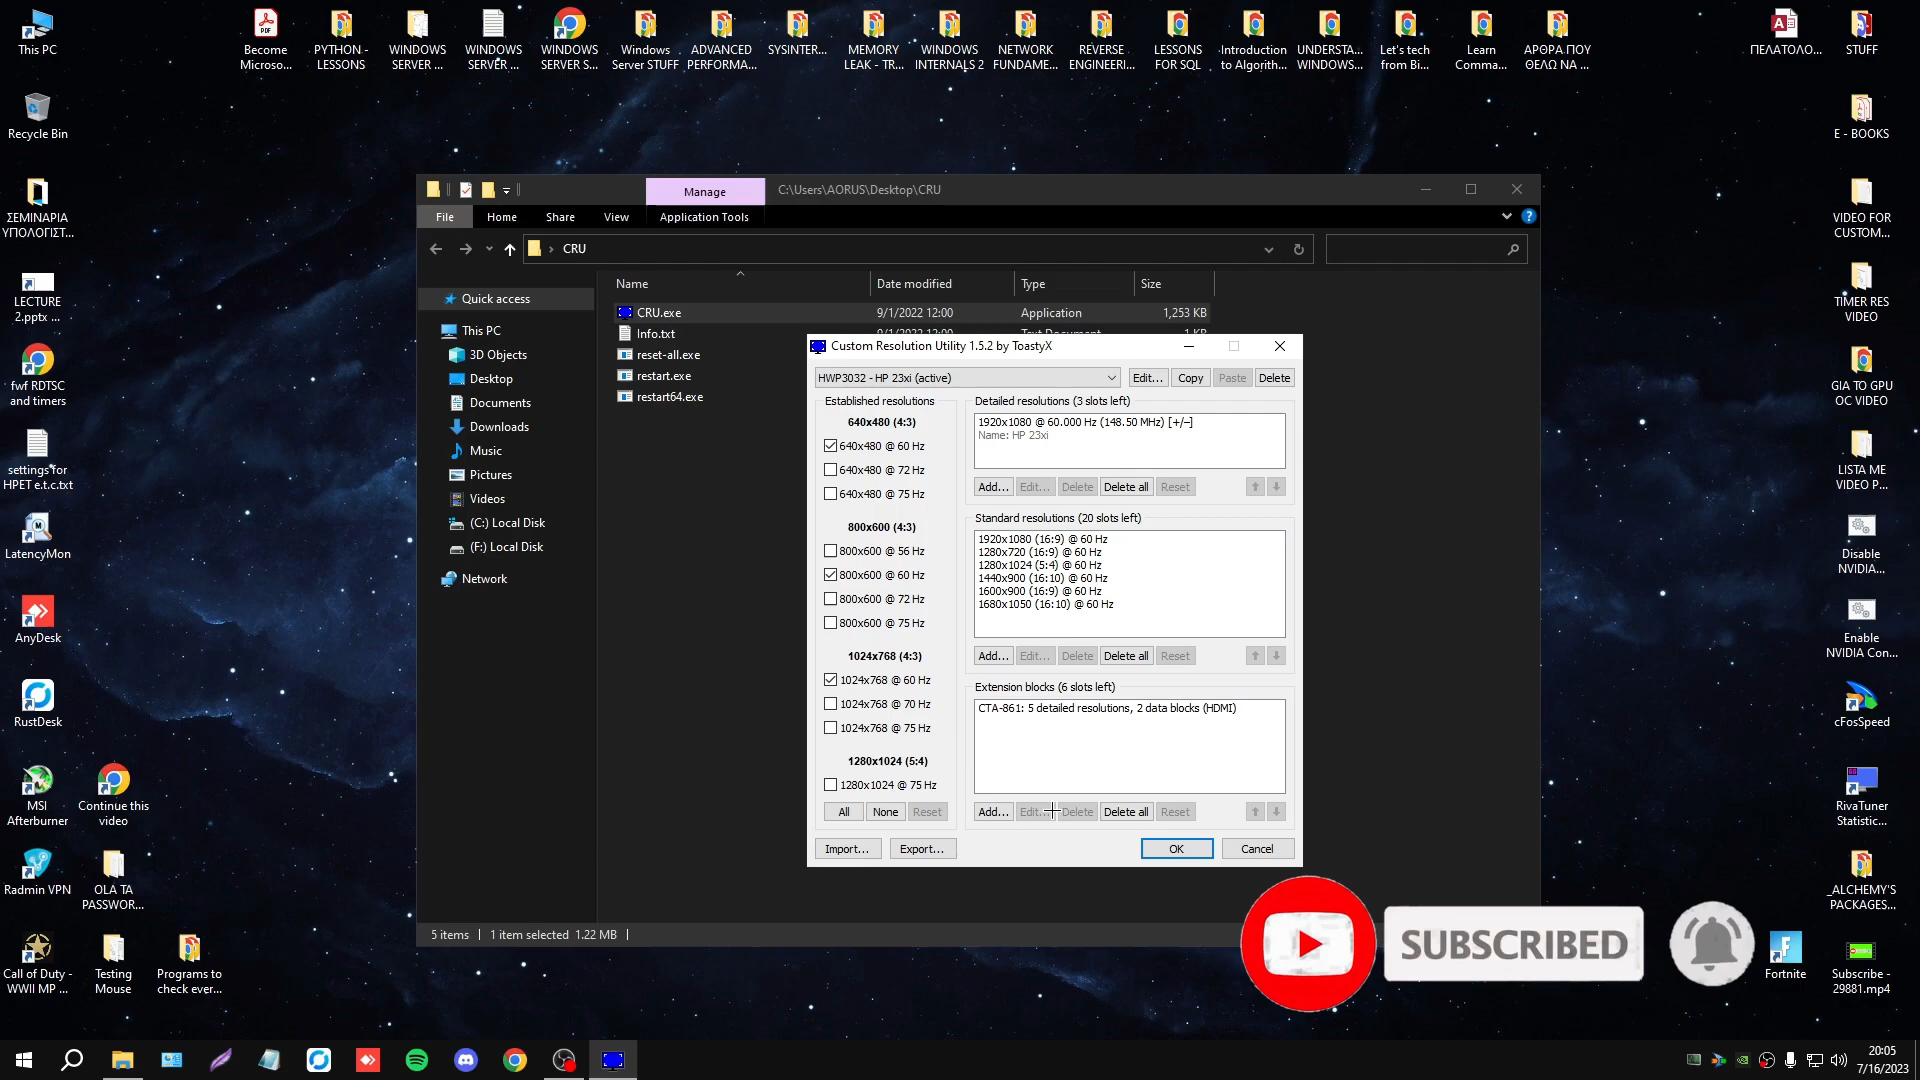 This PC
Become
Microso...
PYTHON -
LESSONS
WINDOWS
SERVER ...
WINDOWS
SERVER ...
WINDOWS
SERVER S...
Windows
Server STUFF
ADVANCED
PERFORMA...
SYSINTER...
MEMORY
LEAK - TR...
WINDOWS
INTERNALS 2
NETWORK
FUNDAME...
REVERSE
ENGINEERI...
LESSONS
FOR SQL
Introduction
to Algorith...
UNDERSTA...
WINDOWS...
Let's tech
from Bi...
Learn
Comma...
ΑΡΘΡΑ ΠΟΥ
ΘΕΛΩ ΝΑ ...
ΠΕΛΑΤΟΛΟ...
STUFF
Recycle Bin
ΣΕΜΙΝΑΡΙΑ
ΥΠΟΛΟΓΙΣΤ...
LECTURE
2.pptx ...
fwf RDTSC
and timers
settings for
HPET e.t.c.txt
LatencyMon
AnyDesk
RustDesk
MSI
Afterburner
Continue this
video
Radmin VPN
OLA TA
PASSWOR...
Call of Duty -
WWII MP ...
Testing
Mouse
Programs to
check ever...
Manage
C:\Users\AORUS\Desktop\CRU
File
Home
Share
View
Application Tools
CRU
Name
Date modified
Type
Size
Quick access
This PC
3D Objects
Desktop
Documents
Downloads
Music
Pictures
Videos
(C:) Local Disk
(F:) Local Disk
Network
CRU.exe
9/1/2022 12:00
Application
1,253 KB
Info.txt
9/1/2022 12:00
Text Document
1 KB
reset-all.exe
restart.exe
restart64.exe
5 items
1 item selected 1.22 MB
Custom Resolution Utility 1.5.2 by ToastyX
HWP3032 - HP 23xi (active)
Edit...
Copy
Paste
Delete
Established resolutions
640x480 (4:3)
640x480 @ 60 Hz
640x480 @ 72 Hz
640x480 @ 75 Hz
800x600 (4:3)
800x600 @ 56 Hz
800x600 @ 60 Hz
800x600 @ 72 Hz
800x600 @ 75 Hz
1024x768 (4:3)
1024x768 @ 60 Hz
1024x768 @ 70 Hz
1024x768 @ 75 Hz
1280x1024 (5:4)
1280x1024 @ 75 Hz
All
None
Reset
Detailed resolutions (3 slots left)
1920x1080 @ 60.000 Hz (148.50 MHz) [+/–]
Name: HP 23xi
Add...
Edit...
Delete
Delete all
Reset
Standard resolutions (20 slots left)
1920x1080 (16:9) @ 60 Hz
1280x720 (16:9) @ 60 Hz
1280x1024 (5:4) @ 60 Hz
1440x900 (16:10) @ 60 Hz
1600x900 (16:9) @ 60 Hz
1680x1050 (16:10) @ 60 Hz
Add...
Edit...
Delete
Delete all
Reset
Extension blocks (6 slots left)
CTA-861: 5 detailed resolutions, 2 data blocks (HDMI)
Add...
Edit...
Delete
Delete all
Reset
Import...
Export...
OK
Cancel
E - BOOKS
VIDEO FOR
CUSTOM...
TIMER RES
VIDEO
GIA TO GPU
OC VIDEO
LISTA ME
VIDEO P...
Disable
NVIDIA...
Enable
NVIDIA Con...
cFosSpeed
RivaTuner
Statistic...
_ALCHEMY'S
PACKAGES...
Fortnite
Subscribe -
29881.mp4
SUBSCRIBED
20:05
7/16/2023